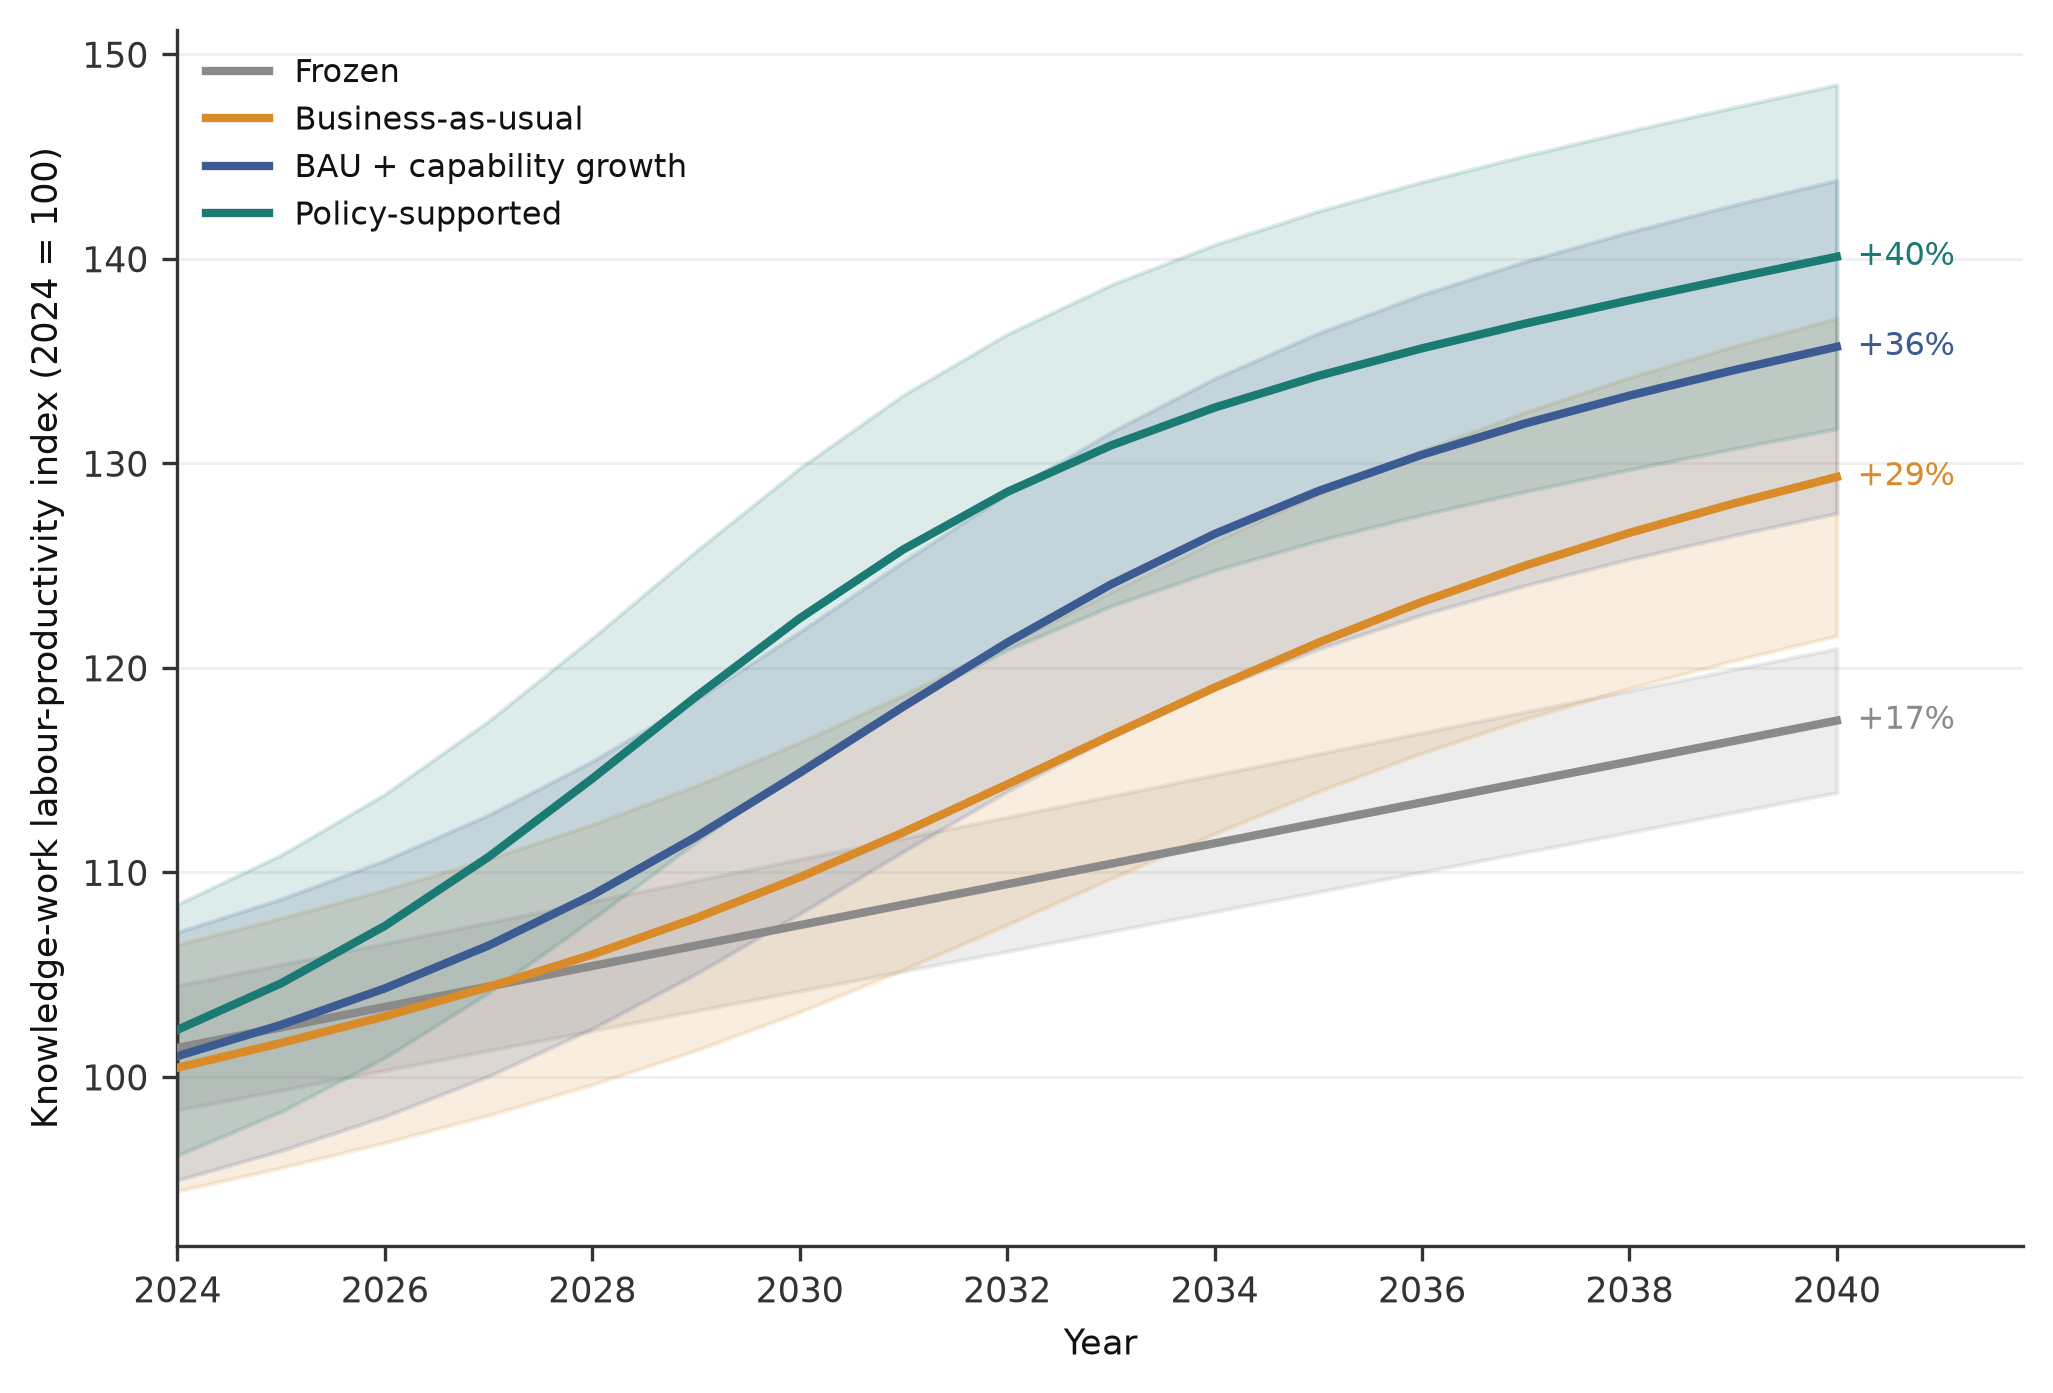 Knowledge-work labour-productivity index (2024 = 100)
150
140
130
120
110
100
Frozen
Business-as-usual
BAU + capability growth
Policy-supported
+40%
+36%
+29%
+17%
2024 2026 2028 2030 2032 2034 2036 2038 2040
Year